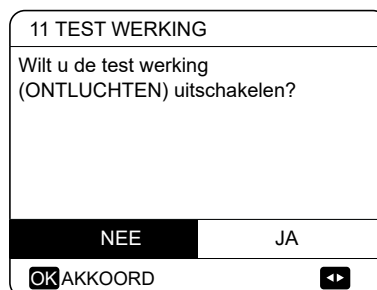 11 TEST WERKING
Wilt u de test werking
(ONTLUCHTEN) uitschakelen?
NEE JA
OK AKKOORD